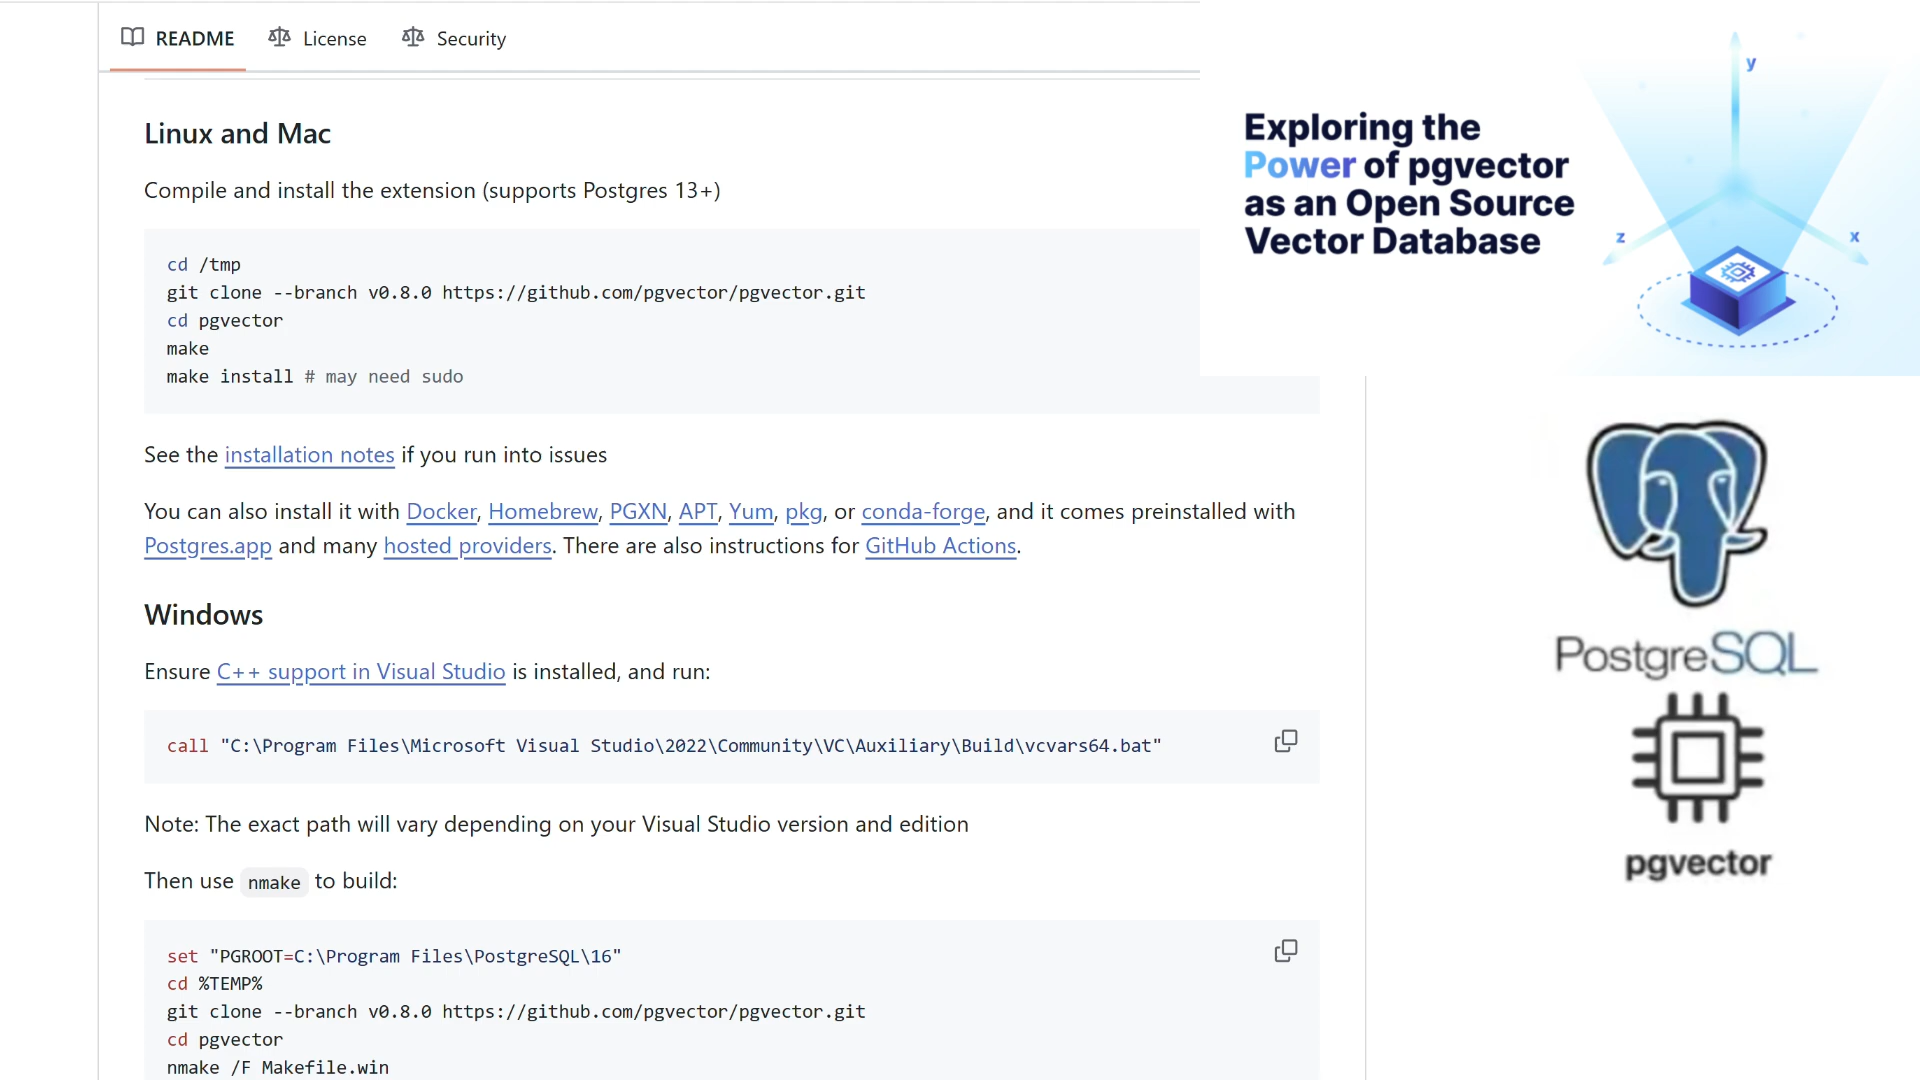 README
License
Security
Linux and Mac
Compile and install the extension (supports Postgres 13+)
cd /tmp
git clone --branch v0.8.0 https://github.com/pgvector/pgvector.git
cd pgvector
make
make install # may need sudo
See the installation notes if you run into issues
You can also install it with Docker, Homebrew, PGXN, APT, Yum, pkg, or conda-forge, and it comes preinstalled with
Postgres.app and many hosted providers. There are also instructions for GitHub Actions.
Windows
Ensure C++ support in Visual Studio is installed, and run:
call "C:\Program Files\Microsoft Visual Studio\2022\Community\VC\Auxiliary\Build\vcvars64.bat"
Note: The exact path will vary depending on your Visual Studio version and edition
Then use nmake to build:
set "PGROOT=C:\Program Files\PostgreSQL\16"
cd %TEMP%
git clone --branch v0.8.0 https://github.com/pgvector/pgvector.git
cd pgvector
nmake /F Makefile.win
Exploring the
Power of pgvector
as an Open Source
Vector Database
y
z
x
PostgreSQL
pgvector